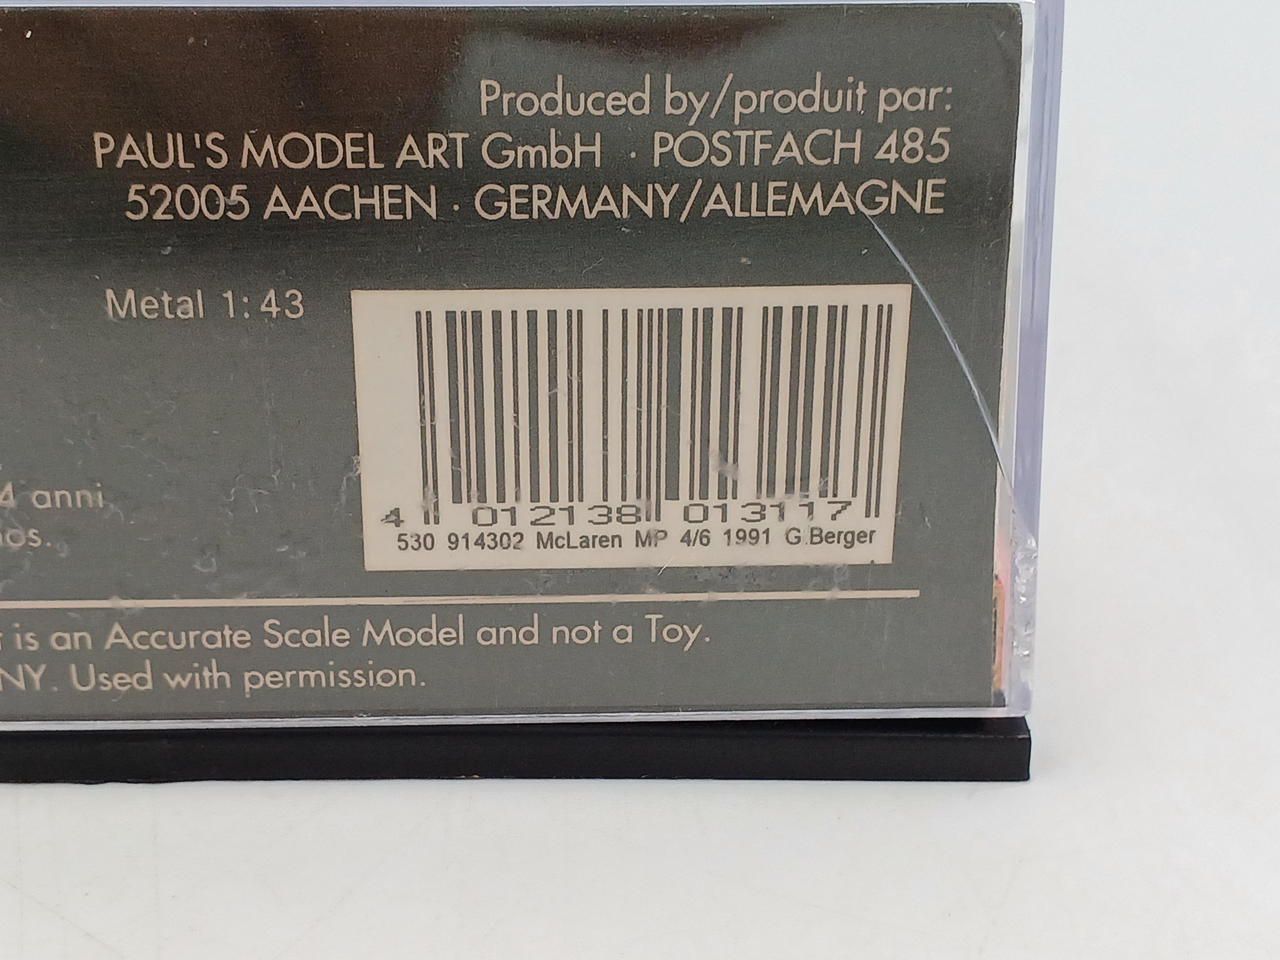 Produced by/produit par:
PAUL'S MODEL ART GmbH · POSTFACH 485
52005 AACHEN · GERMANY/ALLEMAGNE
Metal 1:43
4 012138 013117
530 914302 McLaren MP 4/6 1991 G.Berger
4 anni
is an Accurate Scale Model and not a Toy.
Used with permission.